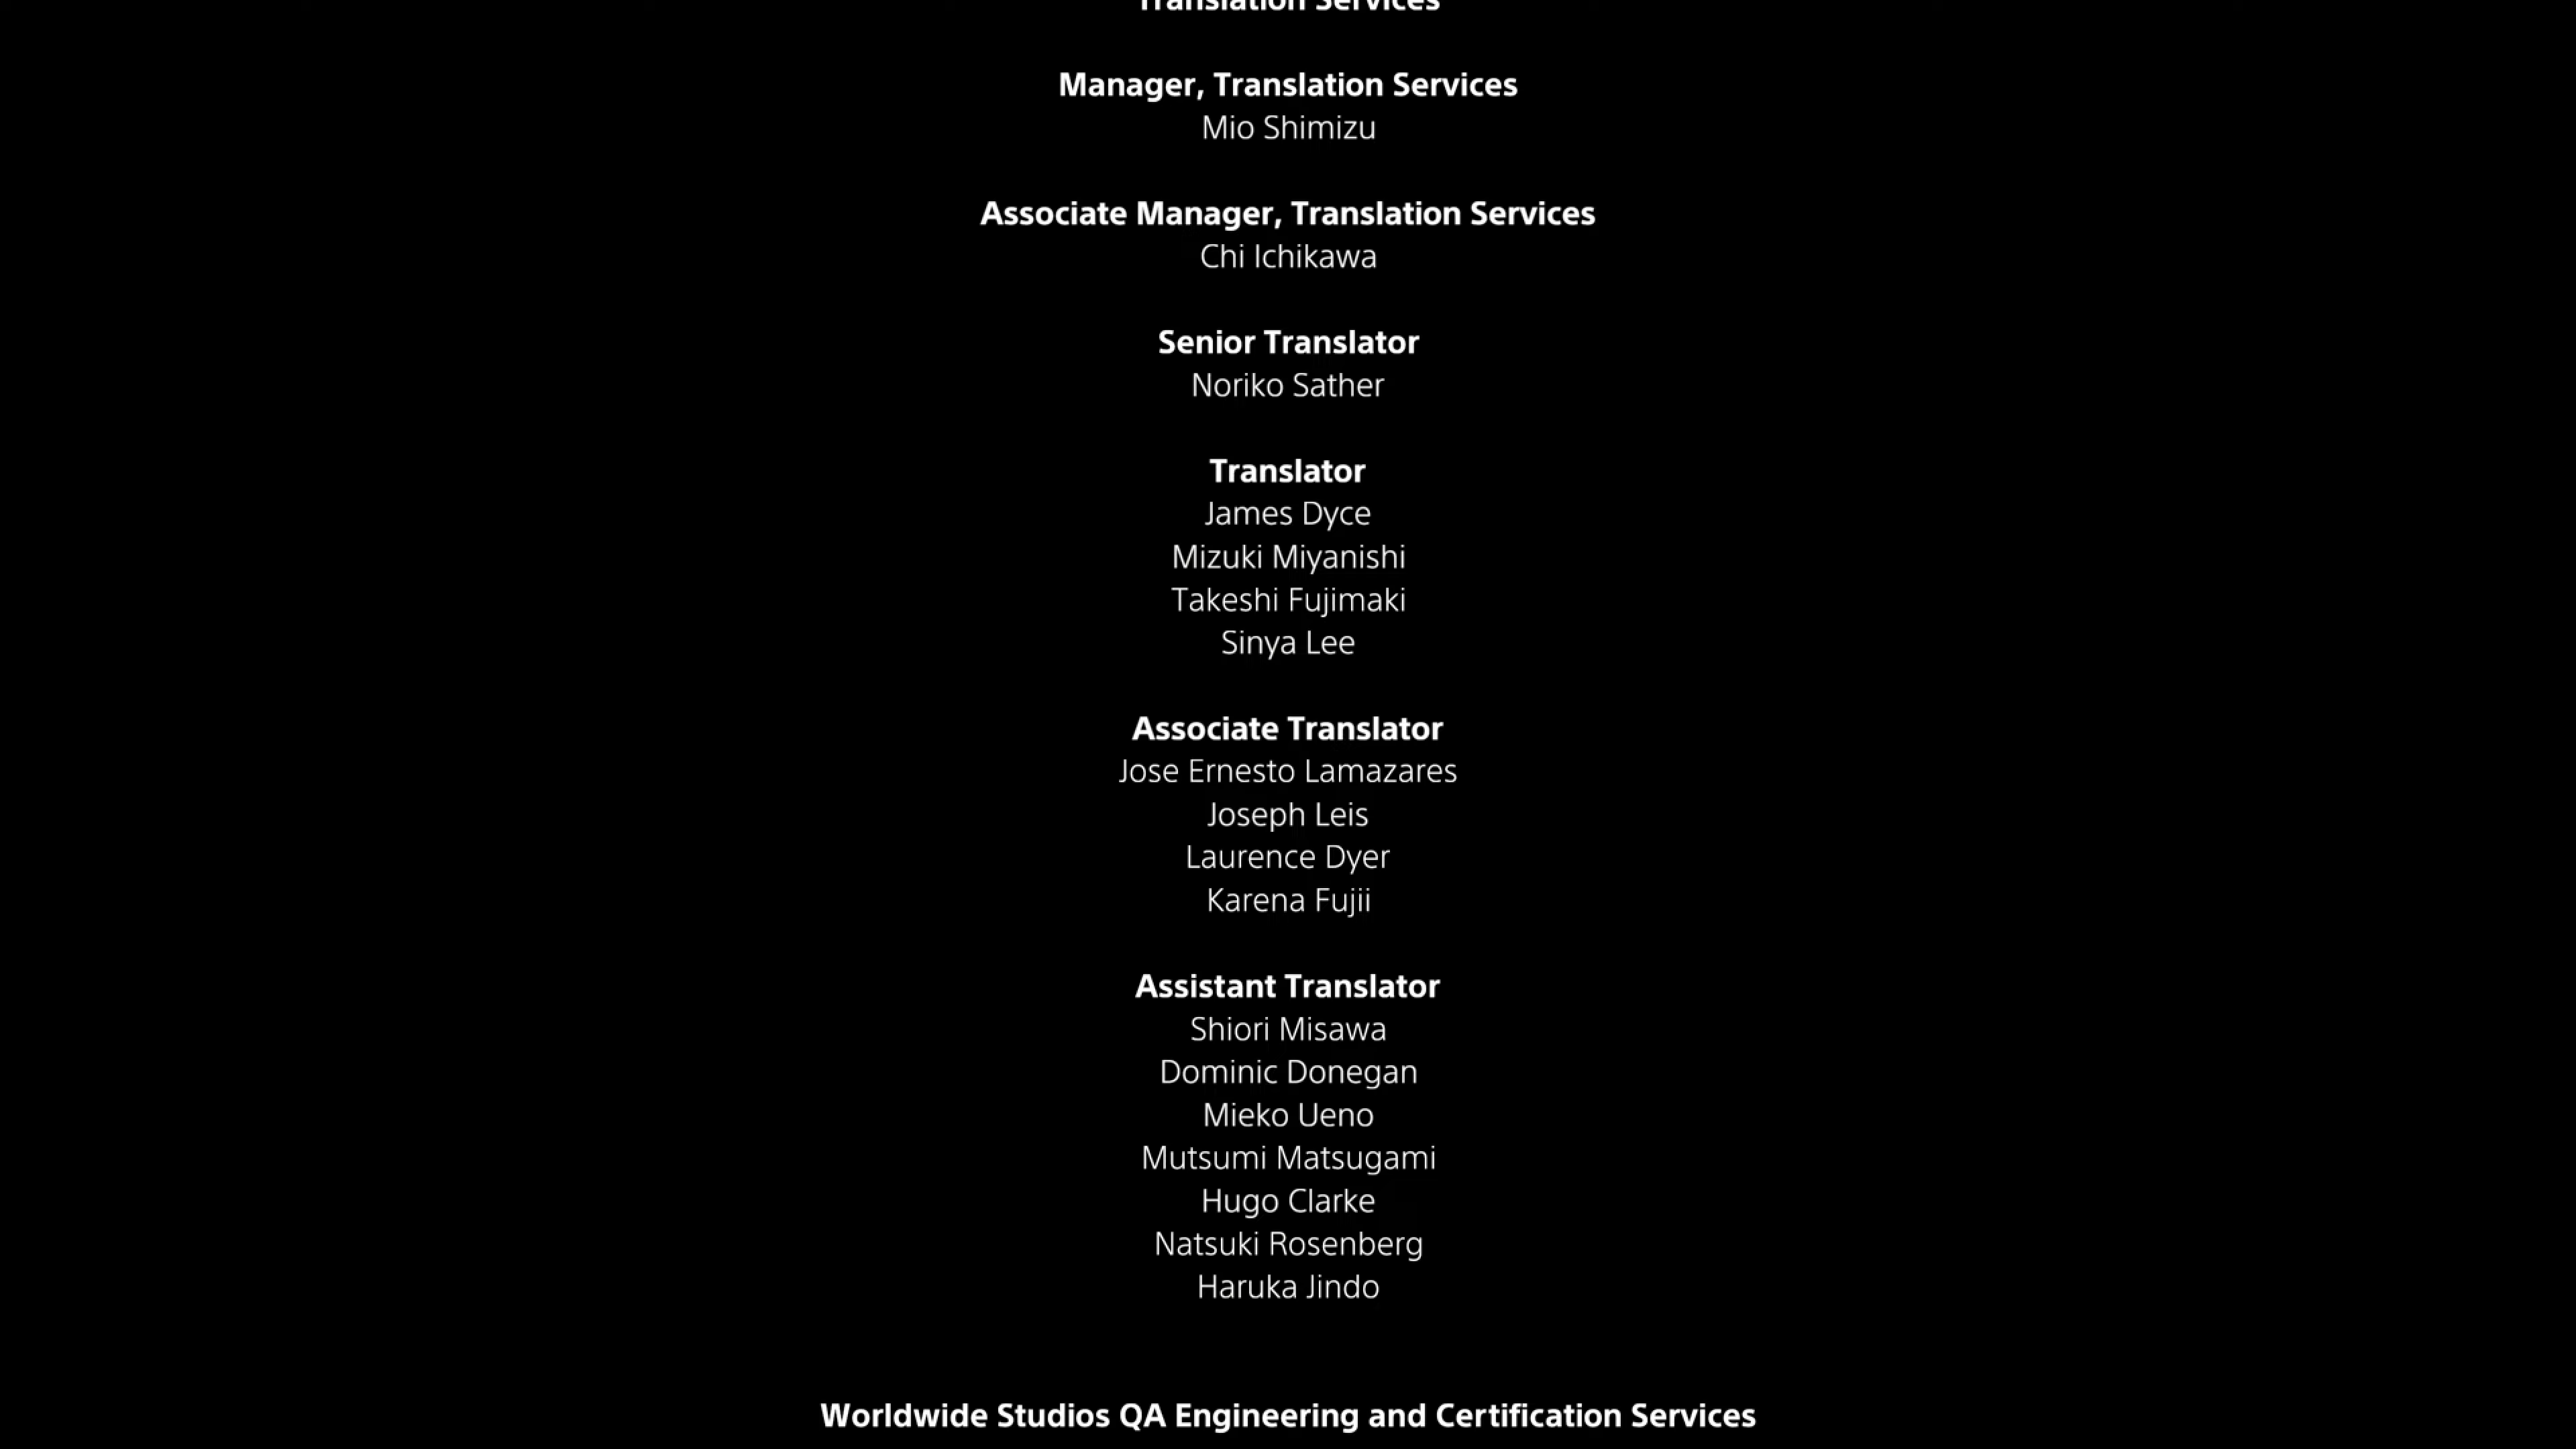 Translation Services
Manager, Translation Services
Mio Shimizu
Associate Manager, Translation Services
Chi Ichikawa
Senior Translator
Noriko Sather
Translator
James Dyce
Mizuki Miyanishi
Takeshi Fujimaki
Sinya Lee
Associate Translator
Jose Ernesto Lamazares
Joseph Leis
Laurence Dyer
Karena Fujii
Assistant Translator
Shiori Misawa
Dominic Donegan
Mieko Ueno
Mutsumi Matsugami
Hugo Clarke
Natsuki Rosenberg
Haruka Jindo
Worldwide Studios QA Engineering and Certification Services